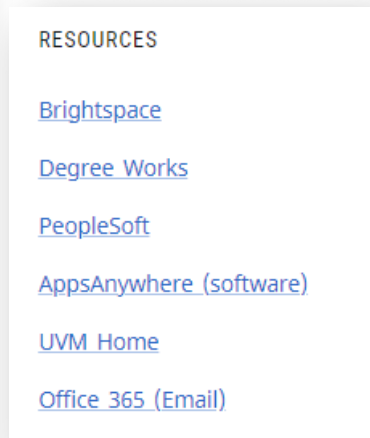 RESOURCES
Brightspace
Degree Works
PeopleSoft
AppsAnywhere (software)
UVM Home
Office 365 (Email)